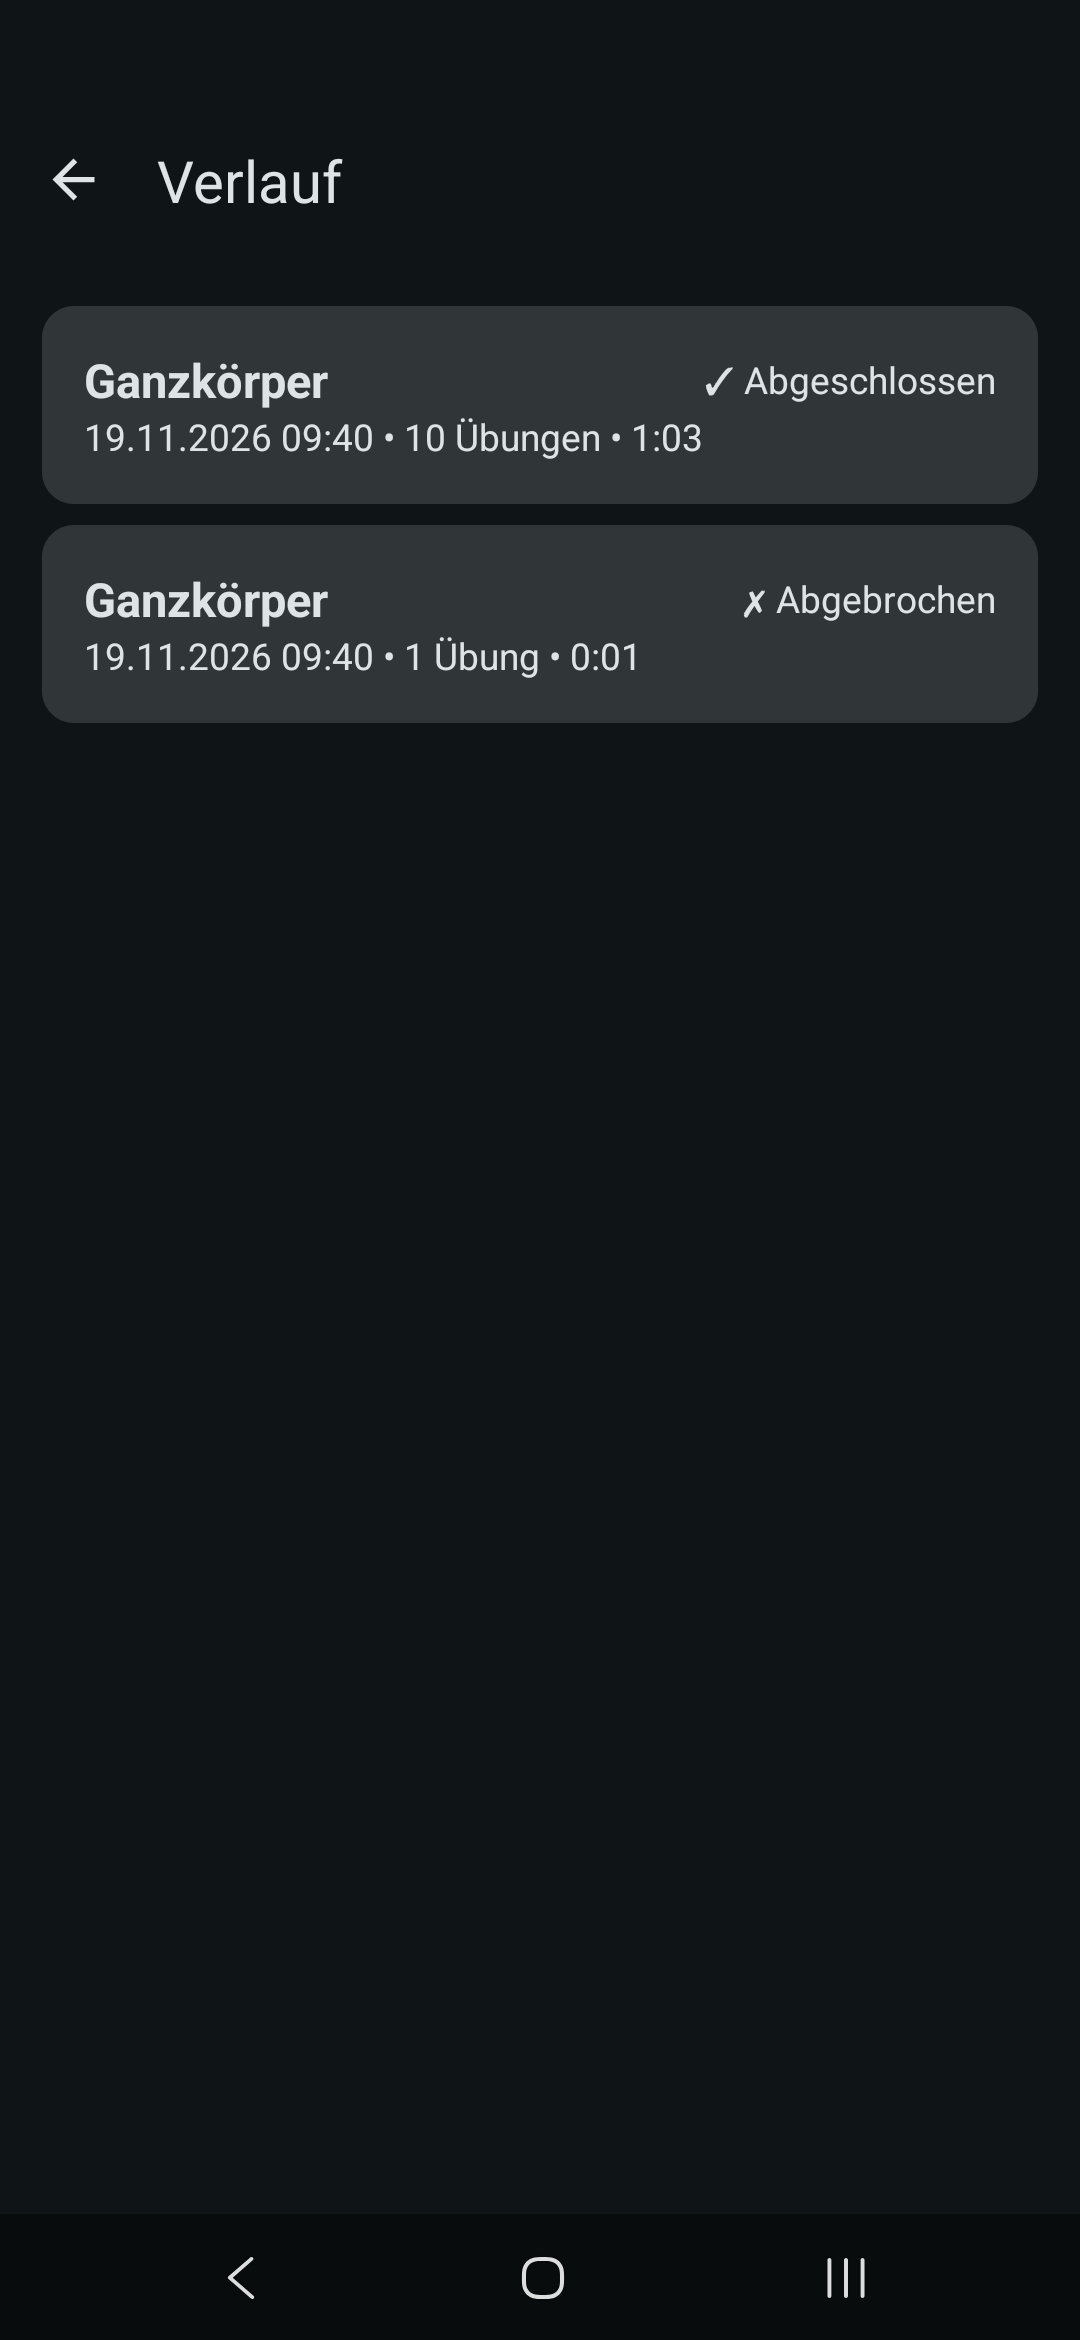 Verlauf
Ganzkörper ✓ Abgeschlossen
19.11.2026 09:40 • 10 Übungen • 1:03
Ganzkörper ✗ Abgebrochen
19.11.2026 09:40 • 1 Übung • 0:01